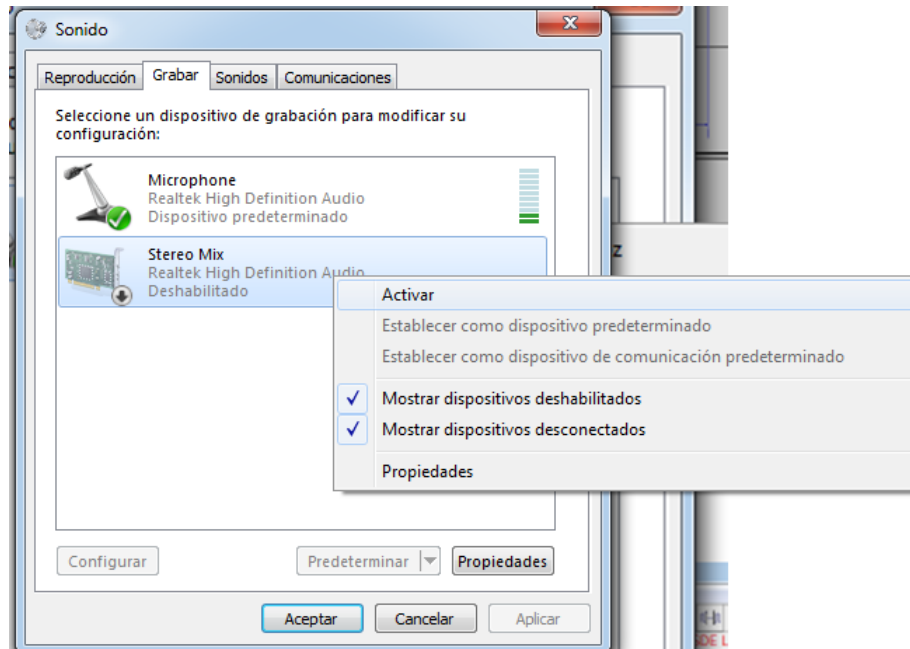 Sonido
Reproducción Grabar Sonidos Comunicaciones
Seleccione un dispositivo de grabación para modificar su
configuración:
Microphone
Realtek High Definition Audio
Dispositivo predeterminado
Stereo Mix
Realtek High Definition Audio
Deshabilitado
z
Activar
Establecer como dispositivo predeterminado
Establecer como dispositivo de comunicación predeterminado
Mostrar dispositivos deshabilitados
Mostrar dispositivos desconectados
Propiedades
Configurar Predeterminar Propiedades
Aceptar Cancelar Aplicar